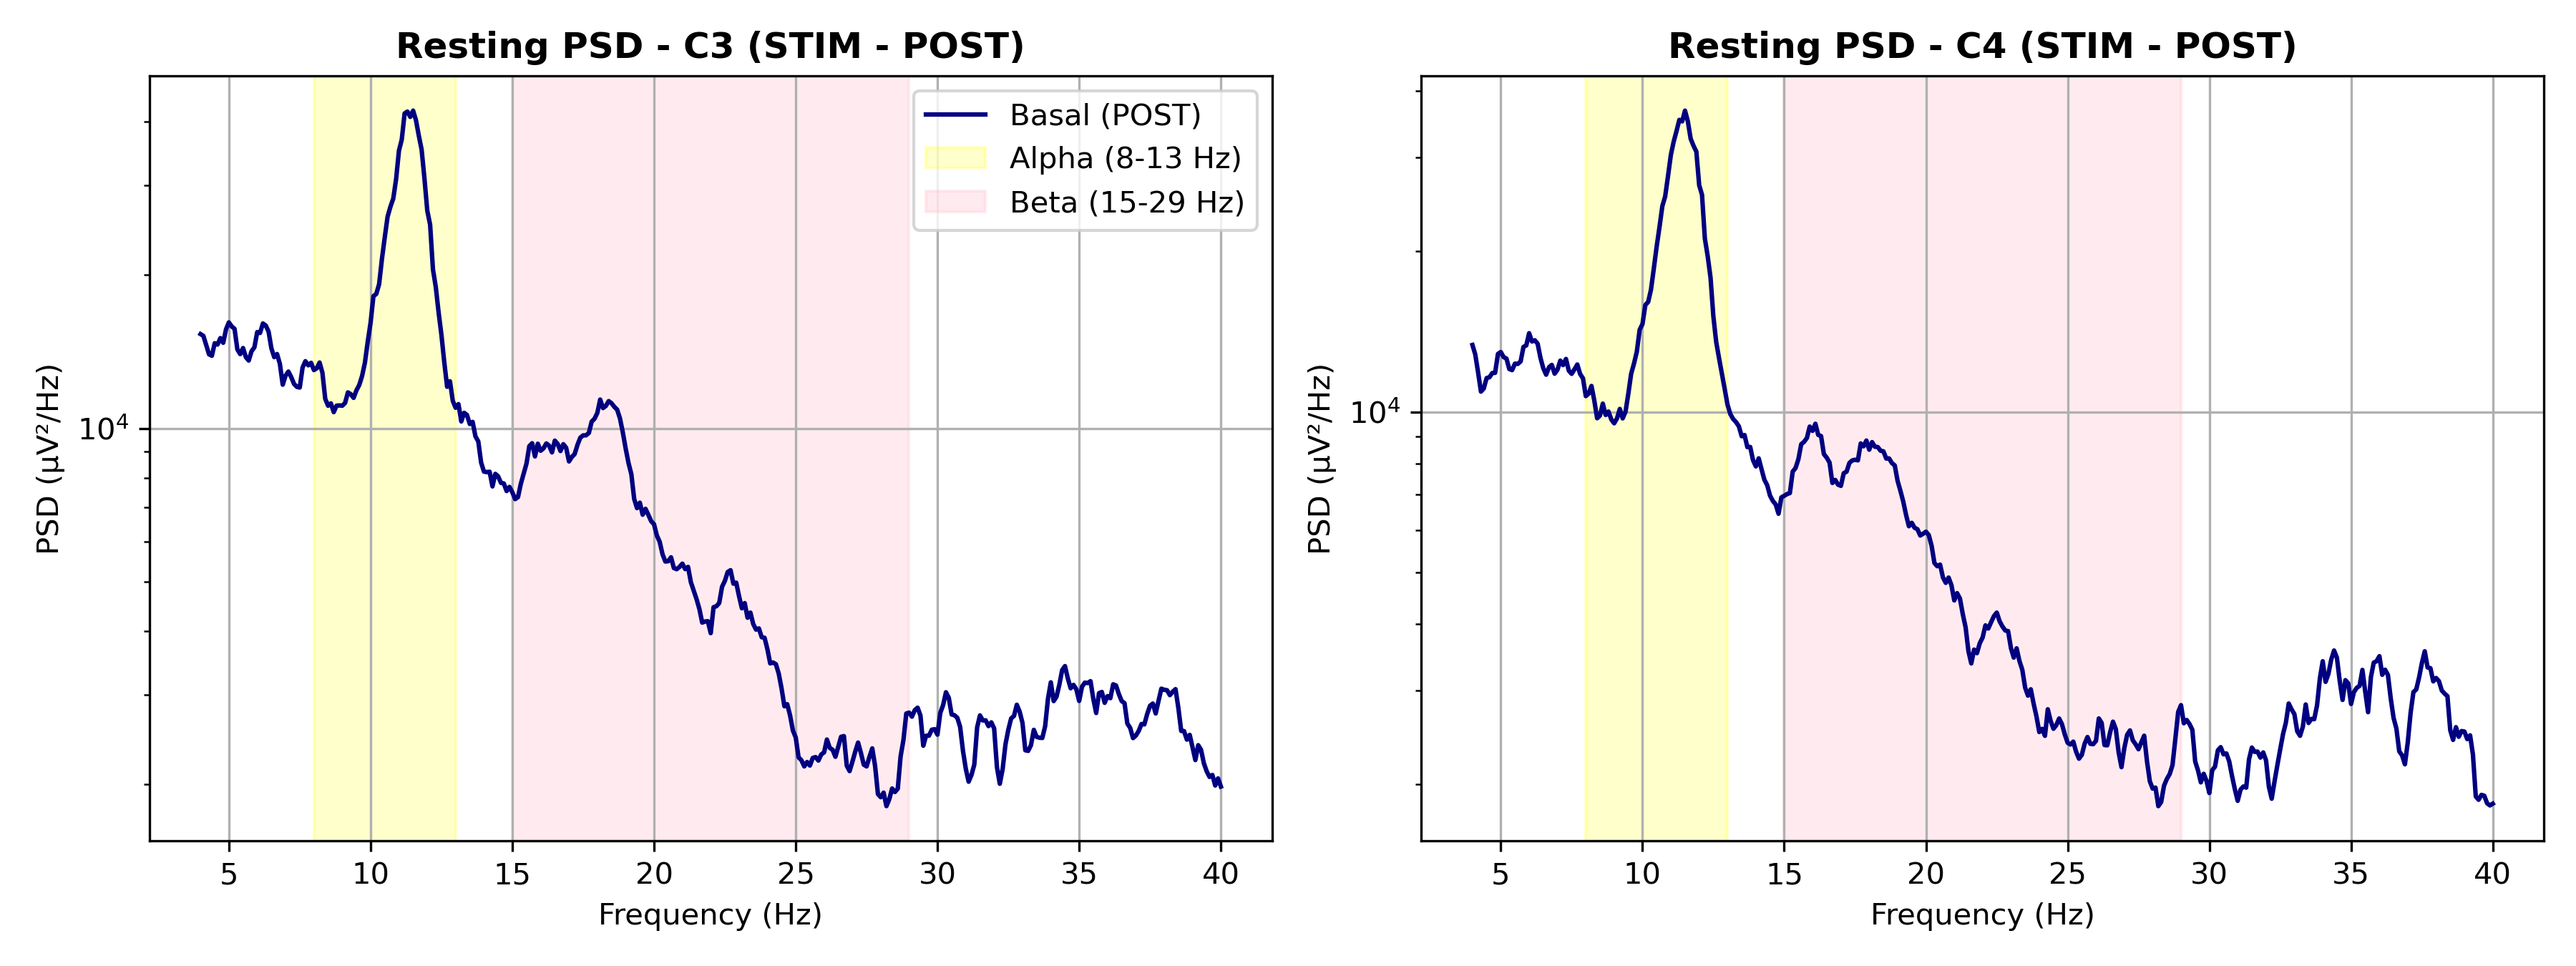 Resting PSD - C3 (STIM - POST)
PSD (µV²/Hz)
10⁴
Basal (POST)
Alpha (8-13 Hz)
Beta (15-29 Hz)
5 10 15 20 25 30 35 40
Frequency (Hz)
Resting PSD - C4 (STIM - POST)
PSD (µV²/Hz)
10⁴
5 10 15 20 25 30 35 40
Frequency (Hz)